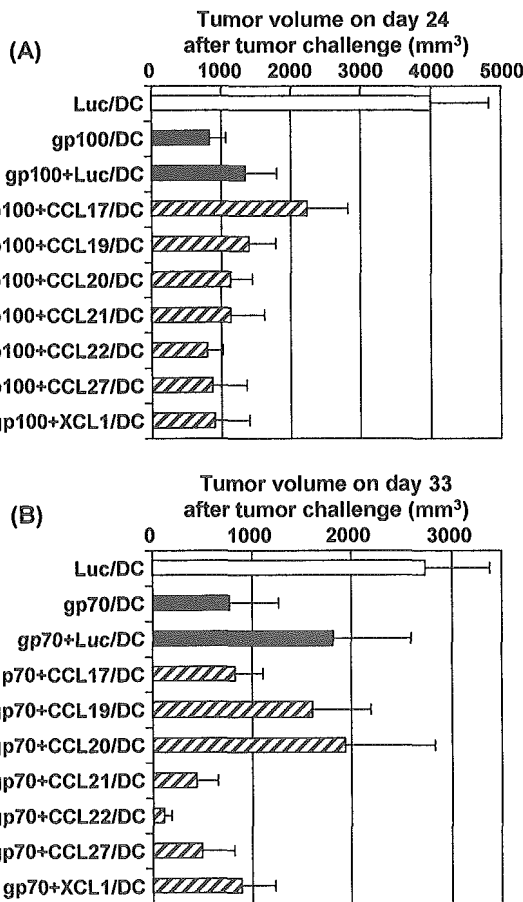 Tumor volume on day 24
after tumor challenge (mm³)
(A)
0 1000 2000 3000 4000 5000
Luc/DC
gp100/DC
gp100+Luc/DC
p100+CCL17/DC
p100+CCL19/DC
p100+CCL20/DC
p100+CCL21/DC
p100+CCL22/DC
p100+CCL27/DC
gp100+XCL1/DC
Tumor volume on day 33
after tumor challenge (mm³)
(B)
0 1000 2000 3000
Luc/DC
gp70/DC
gp70+Luc/DC
p70+CCL17/DC
gp70+CCL19/DC
gp70+CCL20/DC
gp70+CCL21/DC
gp70+CCL22/DC
gp70+CCL27/DC
gp70+XCL1/DC